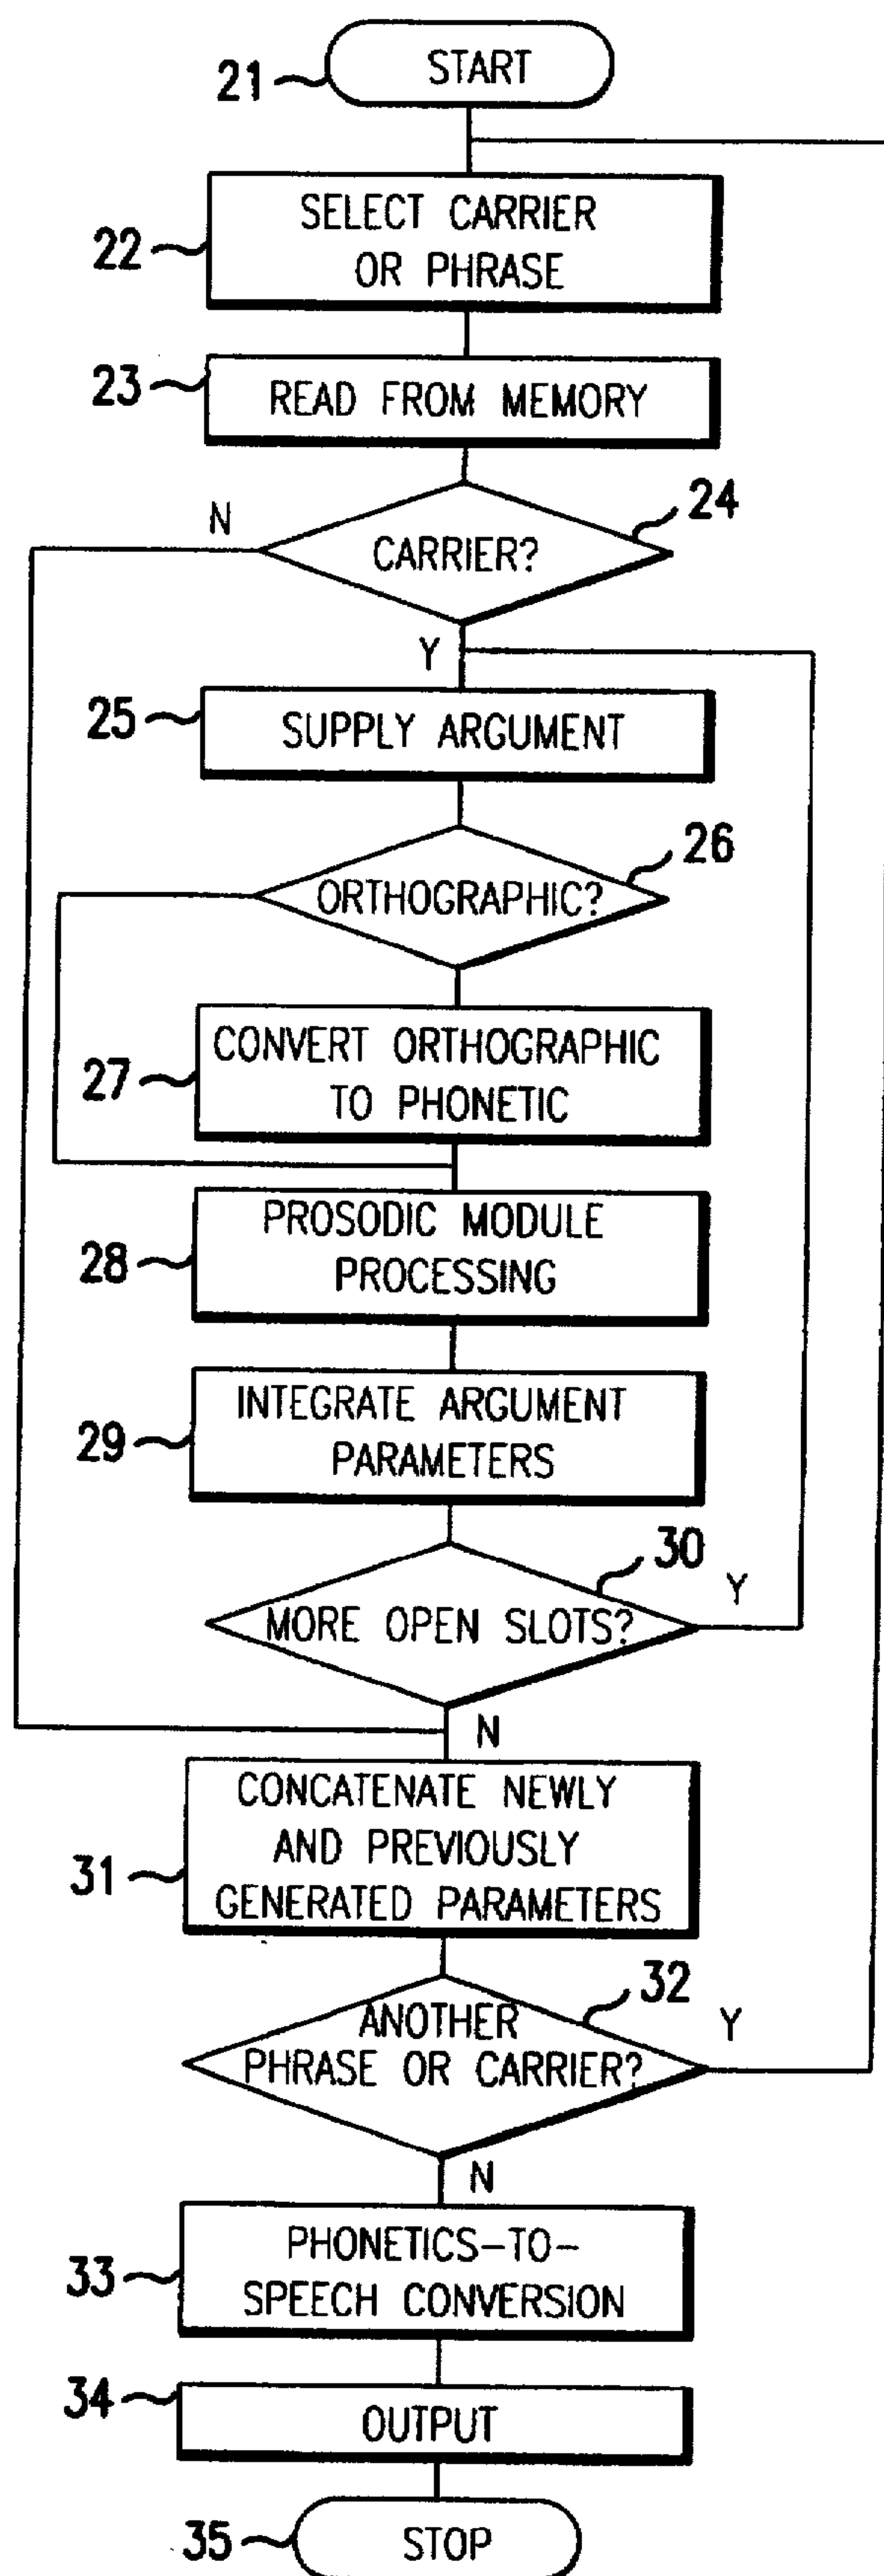 21
START
22
SELECT CARRIER
OR PHRASE
23
READ FROM MEMORY
24
N
CARRIER?
Y
25
SUPPLY ARGUMENT
26
ORTHOGRAPHIC?
27
CONVERT ORTHOGRAPHIC
TO PHONETIC
28
PROSODIC MODULE
PROCESSING
29
INTEGRATE ARGUMENT
PARAMETERS
30
Y
MORE OPEN SLOTS?
N
31
CONCATENATE NEWLY
AND PREVIOUSLY
GENERATED PARAMETERS
32
Y
ANOTHER
PHRASE OR CARRIER?
N
33
PHONETICS-TO-
SPEECH CONVERSION
34
OUTPUT
35
STOP